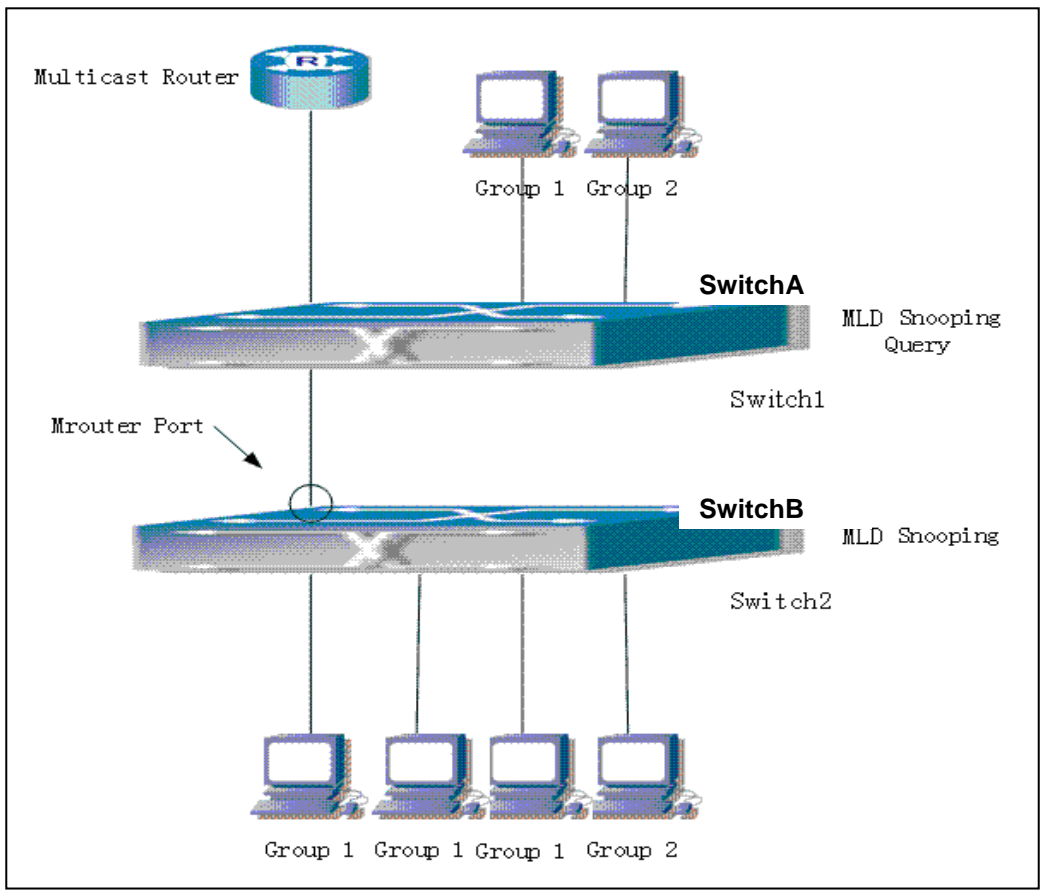 R
Multicast Router
Group 1 Group 2
SwitchA
MLD Snooping
Query
Switch1
Mrouter Port
SwitchB
MLD Snooping
Switch2
Group 1 Group 1 Group 1 Group 2